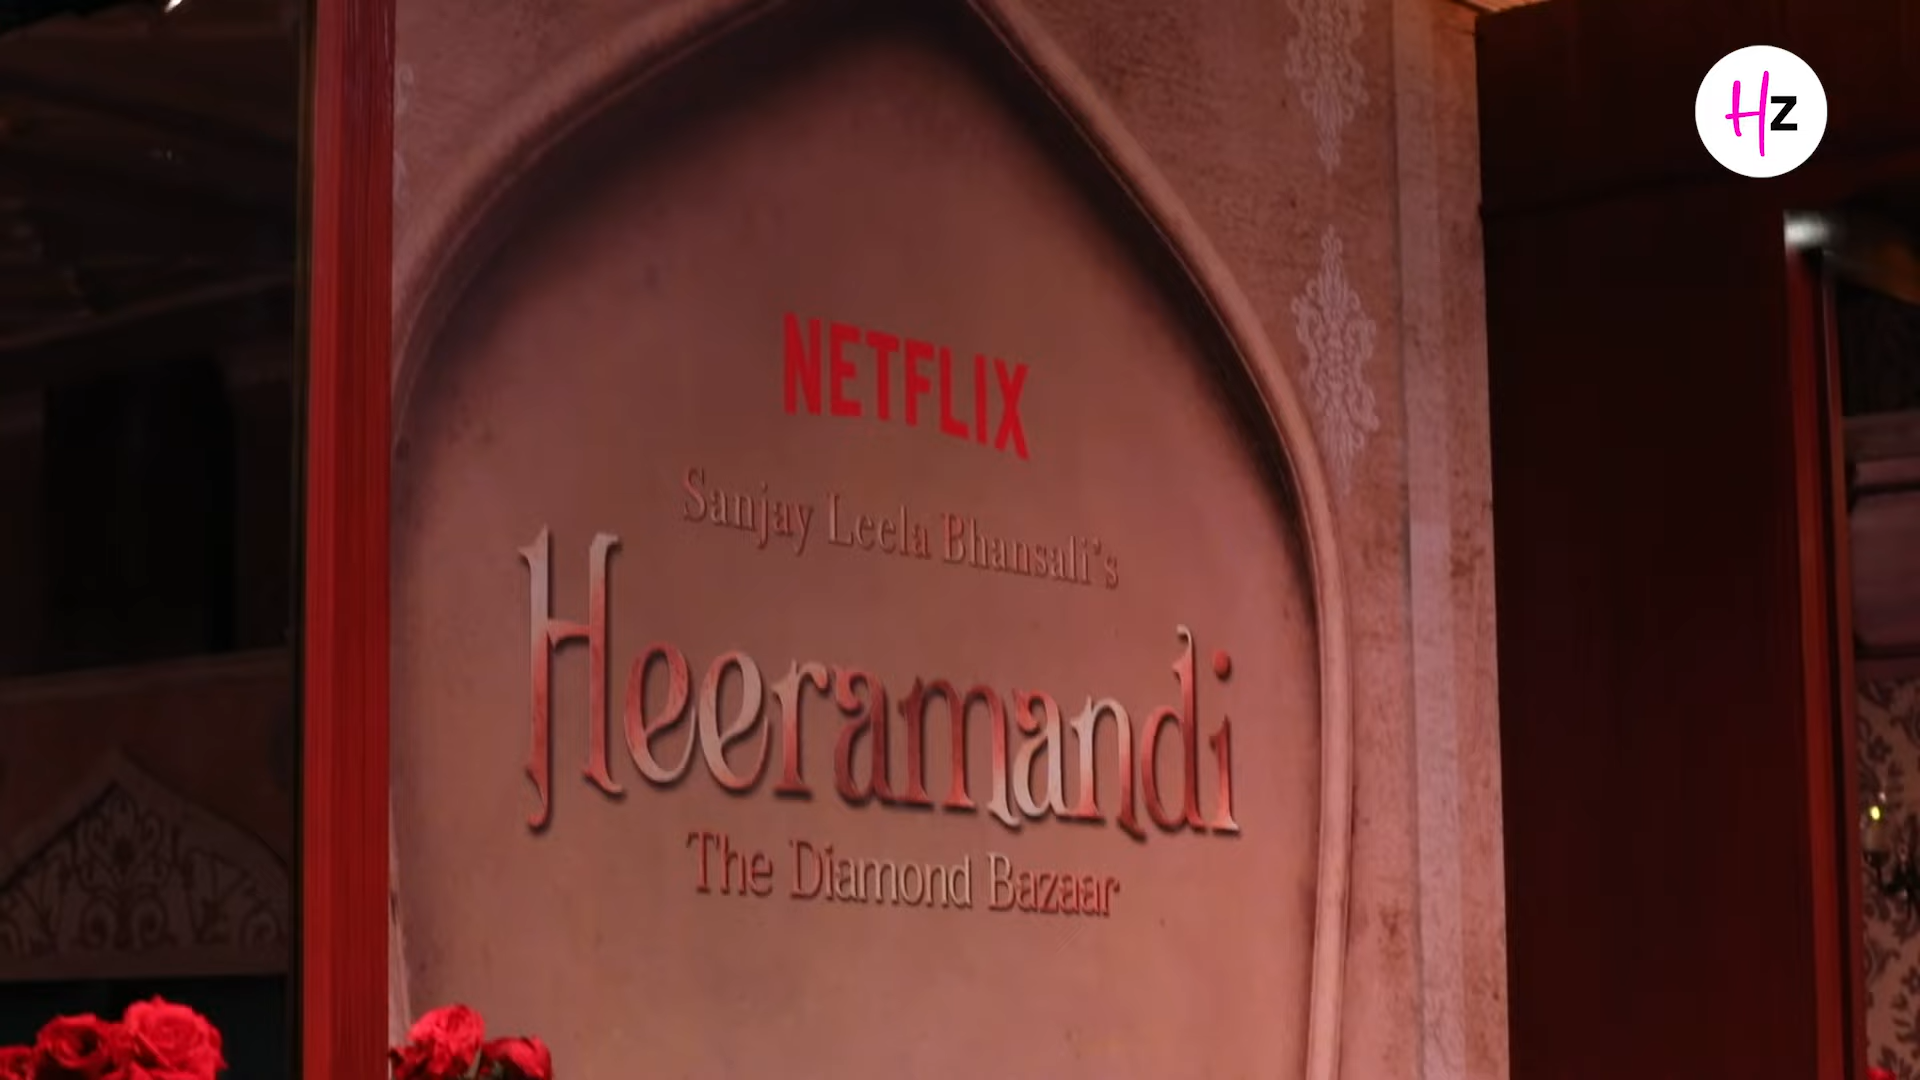 Hz
NETFLIX
Sanjay Leela Bhansali's
Heeramandi
The Diamond Bazaar